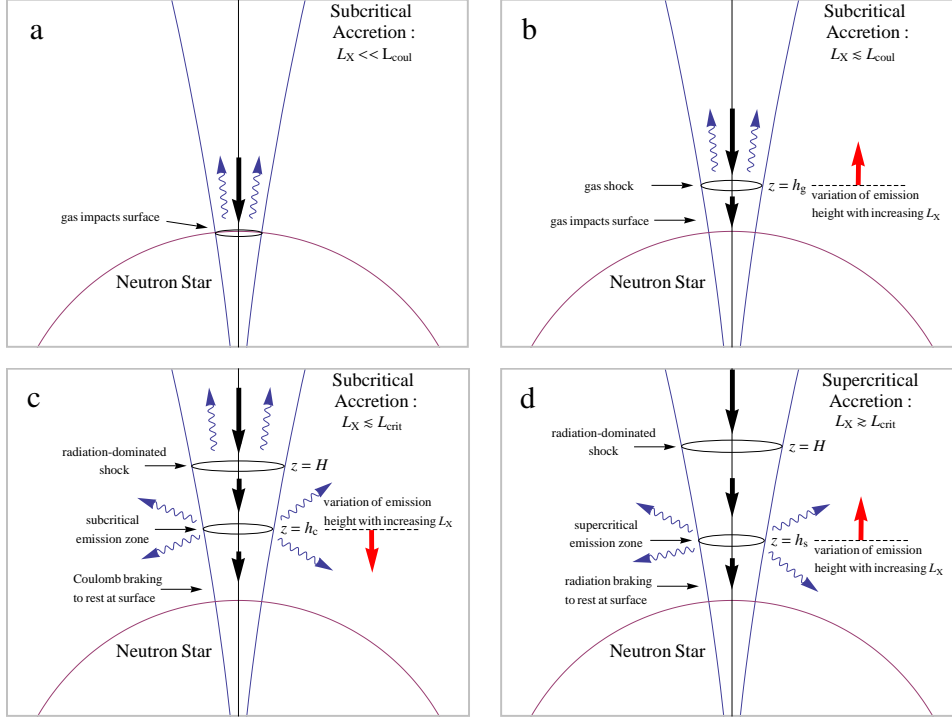 a
Subcritical
Accretion :
L_X << L_coul
gas impacts surface
Neutron Star
b
Subcritical
Accretion :
L_X ≲ L_coul
gas shock
z = h_g
variation of emission
height with increasing L_X
gas impacts surface
Neutron Star
c
Subcritical
Accretion :
L_X ≲ L_crit
radiation-dominated
shock
z = H
variation of emission
height with increasing L_X
subcritical
emission zone
z = h_c
Coulomb braking
to rest at surface
Neutron Star
d
Supercritical
Accretion :
L_X ≳ L_crit
radiation-dominated
shock
z = H
supercritical
emission zone
z = h_s
variation of emission
height with increasing L_X
radiation braking
to rest at surface
Neutron Star